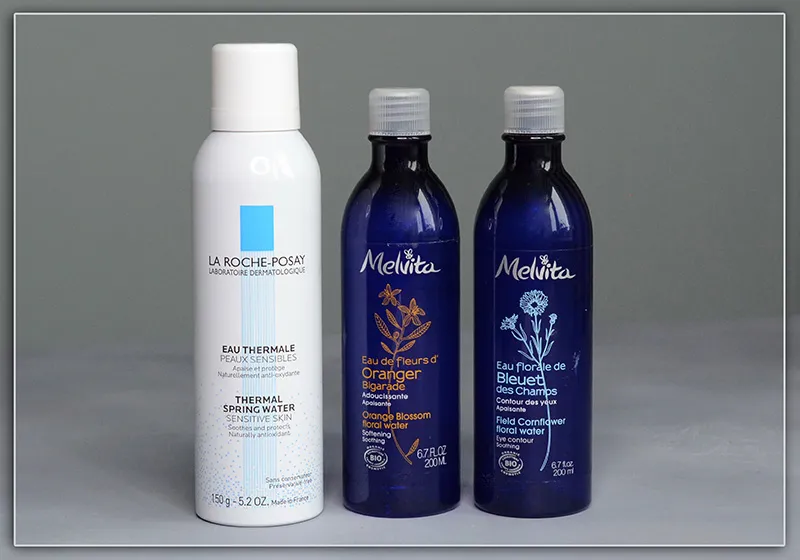 LA ROCHE-POSAY
LABORATOIRE DERMATOLOGIQUE
EAU THERMALE
PEAUX SENSIBLES
Apaise et protège
Naturellement anti-oxydante
THERMAL
SPRING WATER
SENSITIVE SKIN
Soothes and protects
Naturally antioxidant
Sans conservateur
Preservative-free
150 g - 5.2 OZ. Made in France
Melvita
Eau de fleurs d'
Oranger
Bigarade
Adoucissante
Apaisante
Orange Blossom
floral water
Softening
Soothing
BIO
6.7 FL.OZ
200 ML
Melvita
Eau florale de
Bleuet
des Champs
Contour des yeux
Apaisante
Field Cornflower
floral water
Eye contour
Soothing
BIO
6.7 fl.oz
200 ml